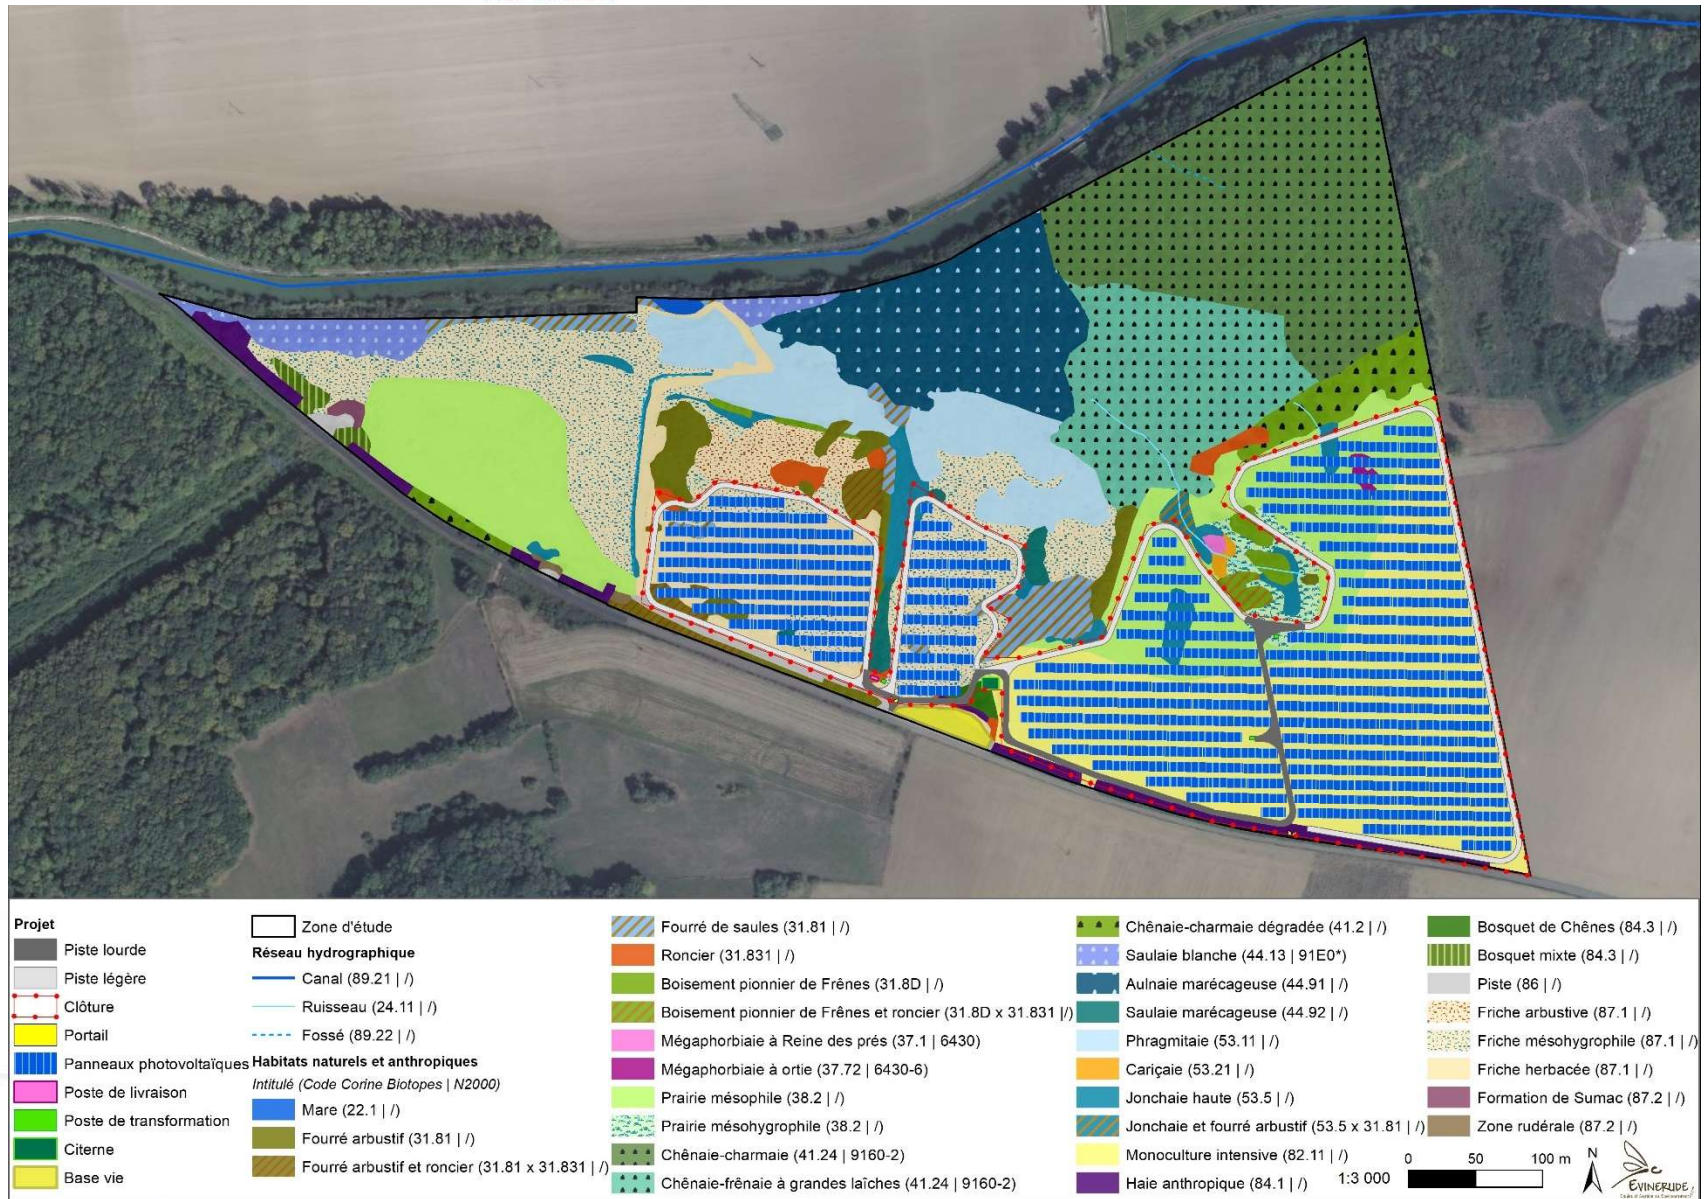 Projet
Piste lourde
Piste légère
Clôture
Portail
Panneaux photovoltaïques
Poste de livraison
Poste de transformation
Citerne
Base vie
Zone d'étude
Réseau hydrographique
Canal (89.21 | /)
Ruisseau (24.11 | /)
Fossé (89.22 | /)
Habitats naturels et anthropiques
Intitulé (Code Corine Biotopes | N2000)
Mare (22.1 | /)
Fourré arbustif (31.81 | /)
Fourré arbustif et roncier (31.81 x 31.831 | /)
Fourré de saules (31.81 | /)
Roncier (31.831 | /)
Boisement pionnier de Frênes (31.8D | /)
Boisement pionnier de Frênes et roncier (31.8D x 31.831 | /)
Mégaphorbiaie à Reine des prés (37.1 | 6430)
Mégaphorbiaie à ortie (37.72 | 6430-6)
Prairie mésophile (38.2 | /)
Prairie mésohygrophile (38.2 | /)
Chênaie-charmaie (41.24 | 9160-2)
Chênaie-frênaie à grandes laîches (41.24 | 9160-2)
Chênaie-charmaie dégradée (41.2 | /)
Saulaie blanche (44.13 | 91E0*)
Aulnaie marécageuse (44.91 | /)
Saulaie marécageuse (44.92 | /)
Phragmitaie (53.11 | /)
Cariçaie (53.21 | /)
Jonchaie haute (53.5 | /)
Jonchaie et fourré arbustif (53.5 x 31.81 | /)
Monoculture intensive (82.11 | /)
Haie anthropique (84.1 | /)
Bosquet de Chênes (84.3 | /)
Bosquet mixte (84.3 | /)
Piste (86 | /)
Friche arbustive (87.1 | /)
Friche mésohygrophile (87.1 | /)
Friche herbacée (87.1 | /)
Formation de Sumac (87.2 | /)
Zone rudérale (87.2 | /)
1:3 000
0 50 100 m
N
EVINERUDE